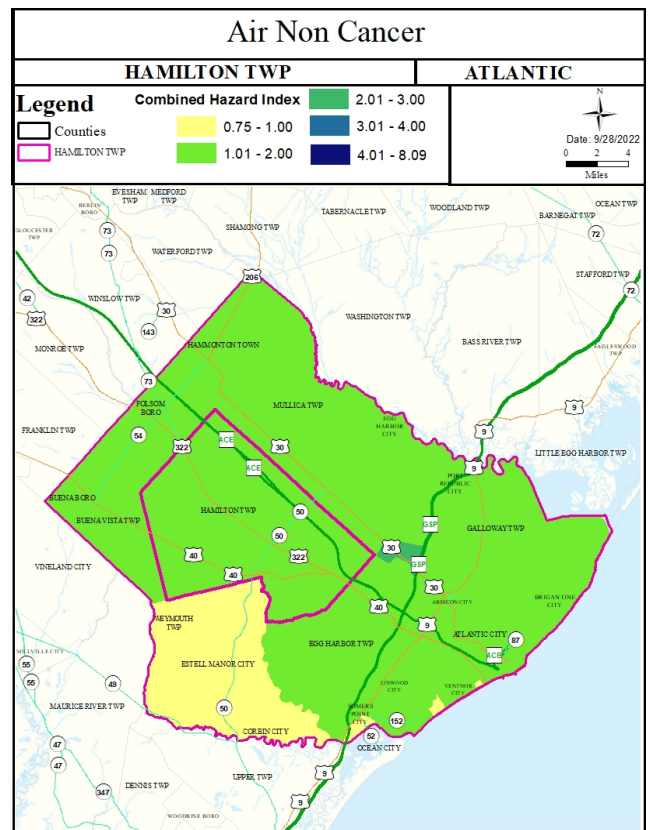 Air Non Cancer
HAMILTON TWP
ATLANTIC
Legend
Counties
HAMILTON TWP
Combined Hazard Index
0.75 - 1.00
1.01 - 2.00
2.01 - 3.00
3.01 - 4.00
4.01 - 8.09
N
Date: 9/28/2022
0 2 4
Miles
EVESHAM TWP
MEDFORD TWP
BERLIN BORO
TABERNACLE TWP
WOODLAND TWP
OCEAN TWP
BARNEGAT TWP
GLOUCESTER TWP
73
SHAMONG TWP
72
73
WATERFORD TWP
STAFFORD TWP
206
42
WINSLOW TWP
72
322
30
WASHINGTON TWP
143
BASS RIVER TWP
MONROE TWP
HAMMONTON TOWN
EAGLESWOOD TWP
73
FOLSOM BORO
MULLICA TWP
9
EGG HARBOR CITY
FRANKLIN TWP
54
322
ACE
30
9
LITTLE EGG HARBOR TWP
ACE
9
PORT REPUBLIC CITY
BUENA BORO
HAMILTON TWP
50
BUENA VISTA TWP
GSP
GALLOWAY TWP
50
30
40
322
GSP
VINELAND CITY
40
30
40
ABSECON CITY
BRIGANTINE CITY
WEYMOUTH TWP
9
ATLANTIC CITY
87
EGG HARBOR TWP
MILLVILLE CITY
55
ESTELL MANOR CITY
ACE
55
49
LINWOOD CITY
VENTNOR CITY
MAURICE RIVER TWP
50
SOMERS POINT CITY
152
CORBIN CITY
52
47
OCEAN CITY
47
UPPER TWP
9
DENNIS TWP
347
9
WOODBINE BORO